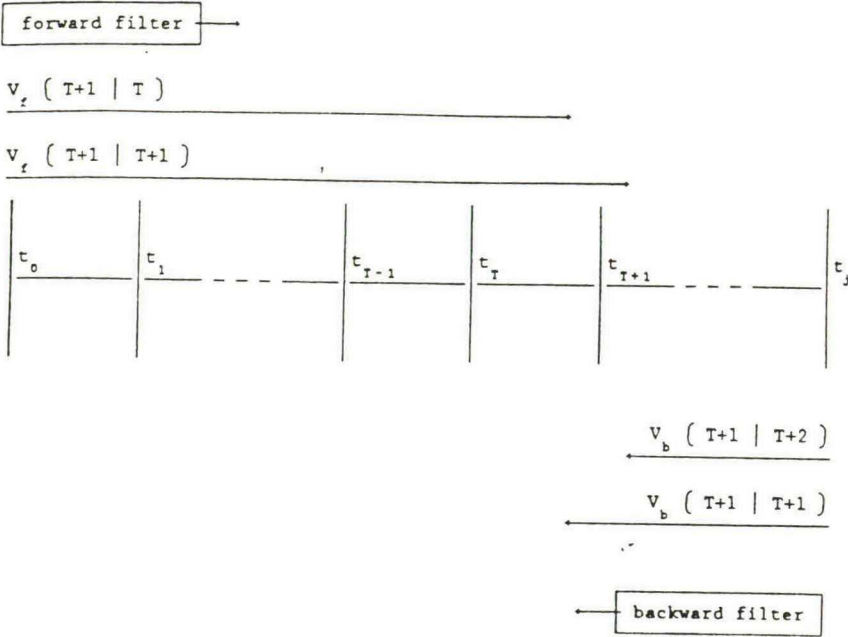 forward filter
V_f ( T+1 | T )
V_f ( T+1 | T+1 )
t_0 t_1 t_T-1 t_T t_T+1 t_f
V_b ( T+1 | T+2 )
V_b ( T+1 | T+1 )
backward filter